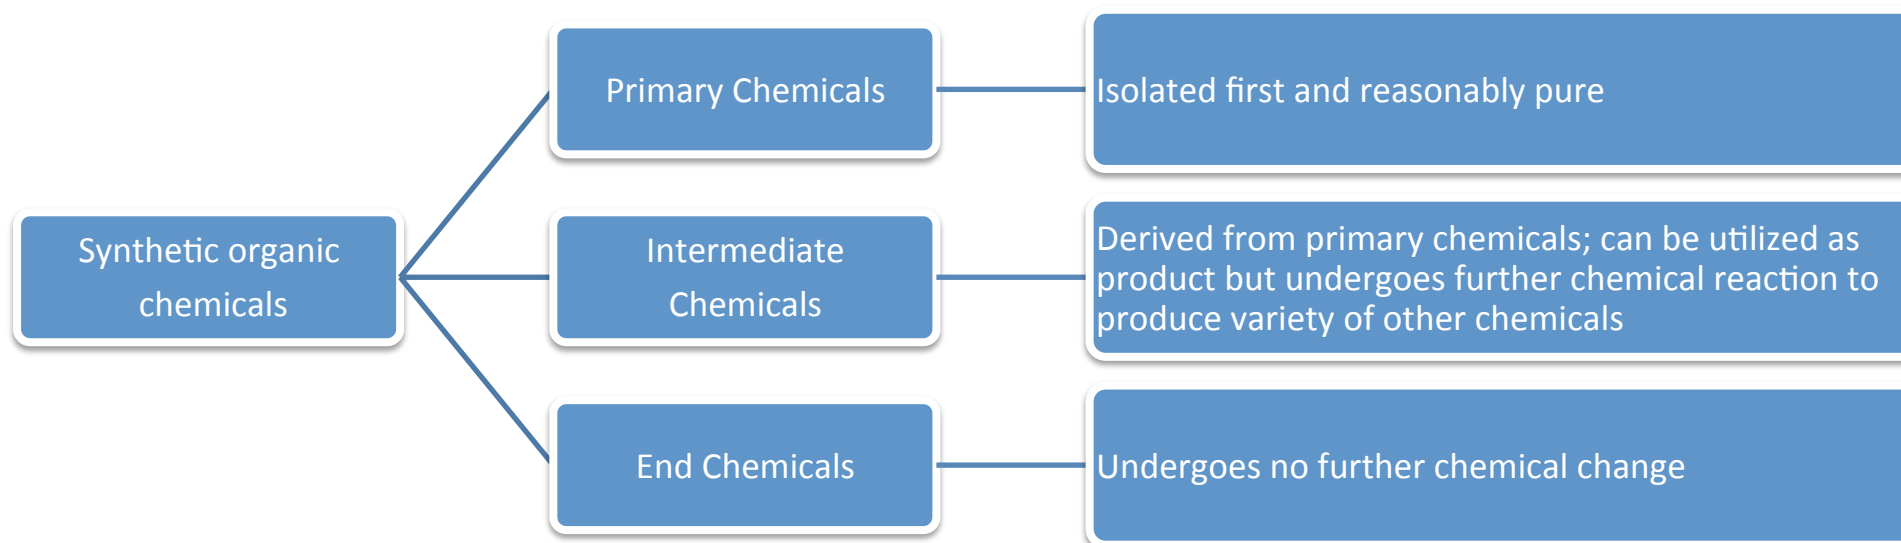 Primary Chemicals
Isolated first and reasonably pure
Synthetic organic
chemicals
Intermediate
Chemicals
Derived from primary chemicals; can be utilized as
product but undergoes further chemical reaction to
produce variety of other chemicals
End Chemicals
Undergoes no further chemical change